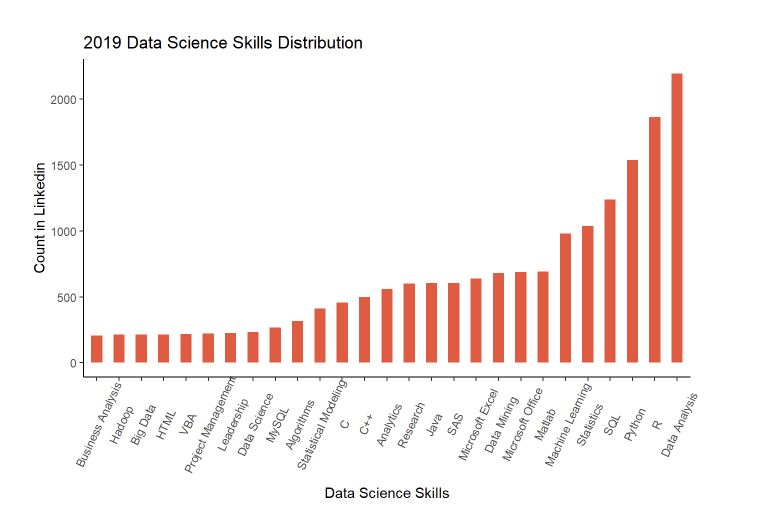 2019 Data Science Skills Distribution
Count in Linkedin
2000
1500
1000
500
0
Business Analysis
Hadoop
Big Data
HTML
VBA
Project Management
Leadership
Data Science
MySQL
Algorithms
Statistical Modeling
C
C++
Analytics
Research
Java
SAS
Microsoft Excel
Data Mining
Microsoft Office
Matlab
Machine Learning
Statistics
SQL
Python
R
Data Analysis
Data Science Skills